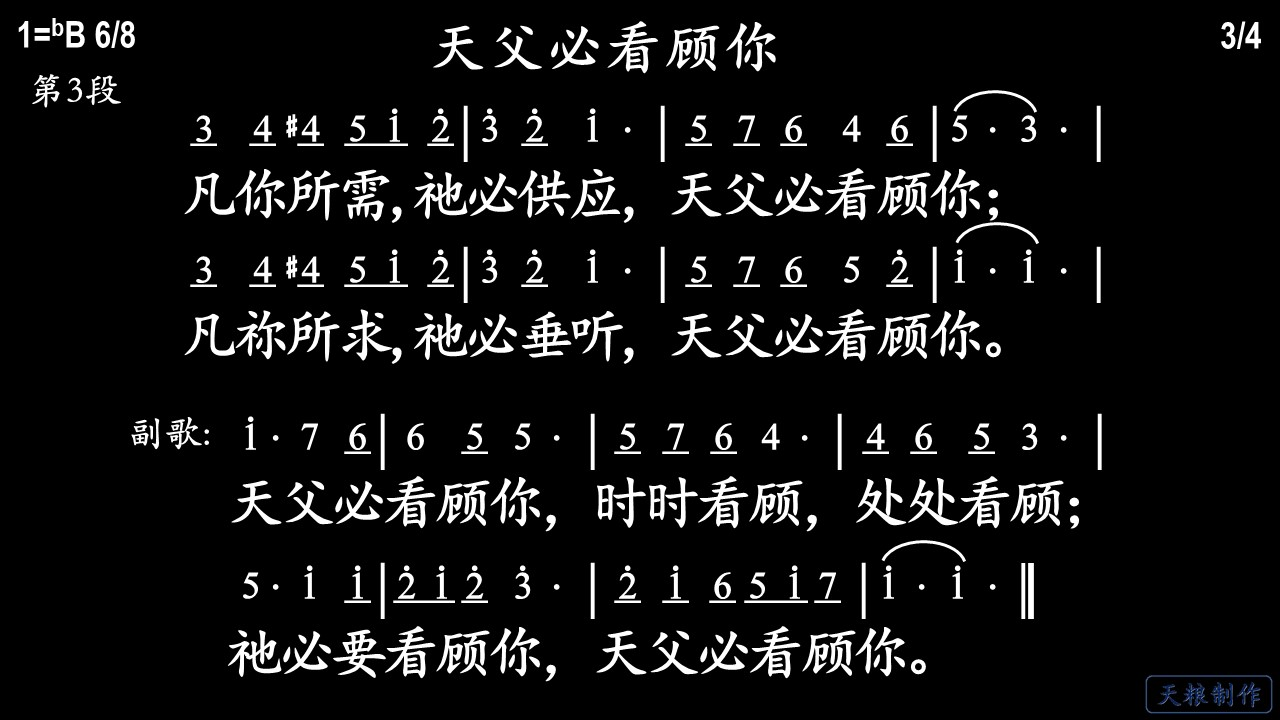 1=ᵇB 6/8
天父必看顾你
3/4
第3段
3 4 #4 5 i̇ 2̇ | 3̇ 2̇ i̇ · | 5 7 6 4 6 | 5 · 3 · |
凡你所需,祂必供应, 天父必看顾你;
3 4 #4 5 i̇ 2̇ | 3̇ 2̇ i̇ · | 5 7 6 5 2̇ | i̇ · i̇ · |
凡祢所求,祂必垂听, 天父必看顾你。
副歌: i̇ · 7 6 | 6 5 5 · | 5 7 6 4 · | 4 6 5 3 · |
天父必看顾你, 时时看顾, 处处看顾;
5 · i̇ i̇ | 2̇ i̇ 2̇ 3̇ · | 2̇ i̇ 6 5 i̇ 7 | i̇ · i̇ · ‖
祂必要看顾你, 天父必看顾你。
天粮制作